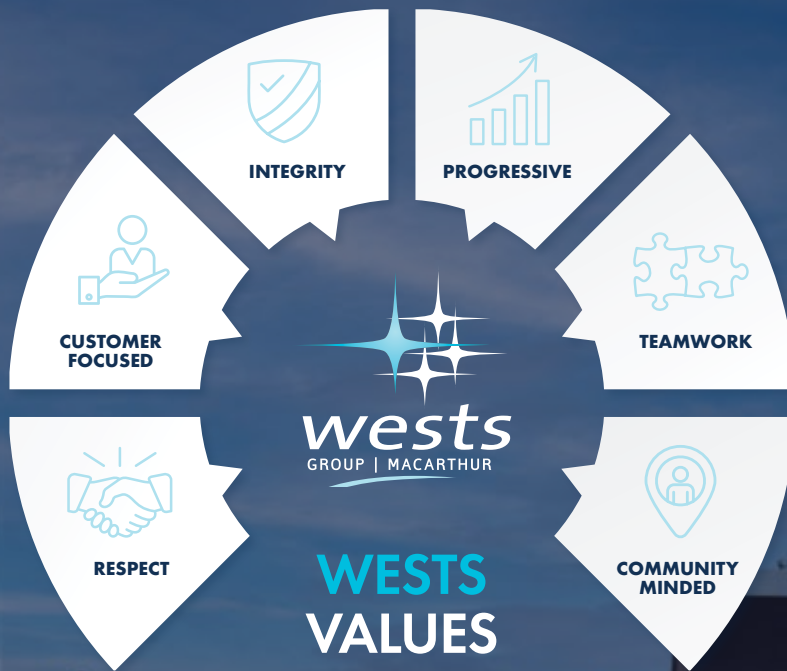 INTEGRITY
PROGRESSIVE
CUSTOMER
FOCUSED
TEAMWORK
wests
GROUP | MACARTHUR
RESPECT
COMMUNITY
MINDED
WESTS
VALUES